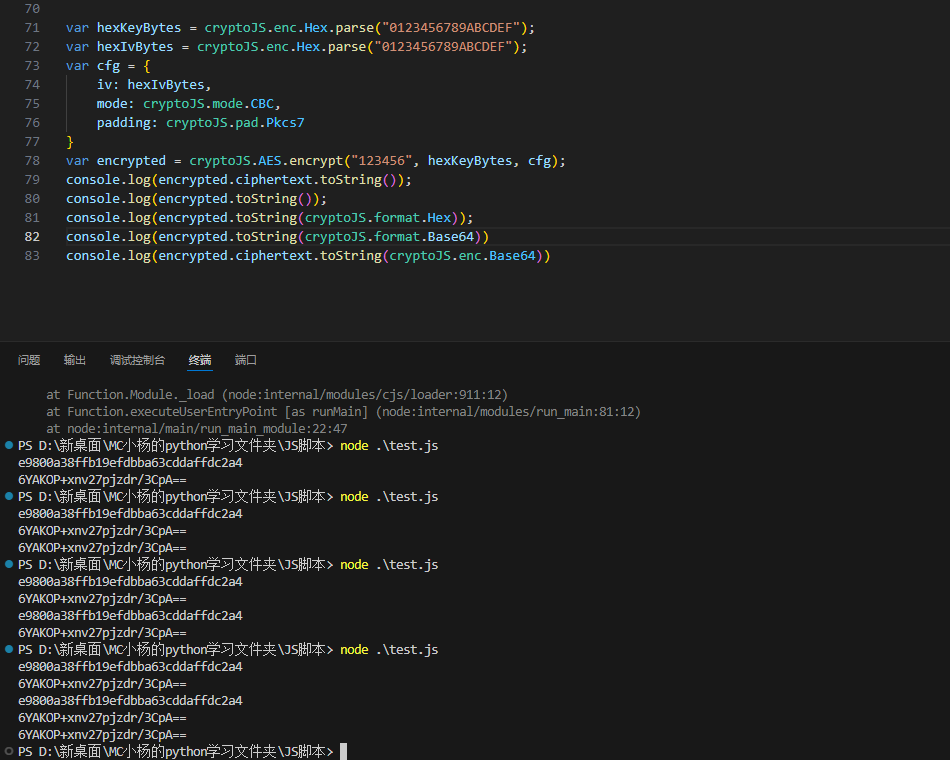 70
71 var hexKeyBytes = cryptoJS.enc.Hex.parse("0123456789ABCDEF");
72 var hexIvBytes = cryptoJS.enc.Hex.parse("0123456789ABCDEF");
73 var cfg = {
74 iv: hexIvBytes,
75 mode: cryptoJS.mode.CBC,
76 padding: cryptoJS.pad.Pkcs7
77 }
78 var encrypted = cryptoJS.AES.encrypt("123456", hexKeyBytes, cfg);
79 console.log(encrypted.ciphertext.toString());
80 console.log(encrypted.toString());
81 console.log(encrypted.toString(cryptoJS.format.Hex));
82 console.log(encrypted.toString(cryptoJS.format.Base64))
83 console.log(encrypted.ciphertext.toString(cryptoJS.enc.Base64))
问题 输出 调试控制台 终端 端口
at Function.Module._load (node:internal/modules/cjs/loader:911:12)
at Function.executeUserEntryPoint [as runMain] (node:internal/modules/run_main:81:12)
at node:internal/main/run_main_module:22:47
PS D:\新桌面\MC小杨的python学习文件夹\JS脚本> node .\test.js
e9800a38ffb19efdbba63cddaffdc2a4
6YAKOP+xnv27pjzdr/3CpA==
PS D:\新桌面\MC小杨的python学习文件夹\JS脚本> node .\test.js
e9800a38ffb19efdbba63cddaffdc2a4
6YAKOP+xnv27pjzdr/3CpA==
6YAKOP+xnv27pjzdr/3CpA==
PS D:\新桌面\MC小杨的python学习文件夹\JS脚本> node .\test.js
e9800a38ffb19efdbba63cddaffdc2a4
6YAKOP+xnv27pjzdr/3CpA==
e9800a38ffb19efdbba63cddaffdc2a4
6YAKOP+xnv27pjzdr/3CpA==
PS D:\新桌面\MC小杨的python学习文件夹\JS脚本> node .\test.js
e9800a38ffb19efdbba63cddaffdc2a4
6YAKOP+xnv27pjzdr/3CpA==
e9800a38ffb19efdbba63cddaffdc2a4
6YAKOP+xnv27pjzdr/3CpA==
6YAKOP+xnv27pjzdr/3CpA==
PS D:\新桌面\MC小杨的python学习文件夹\JS脚本>